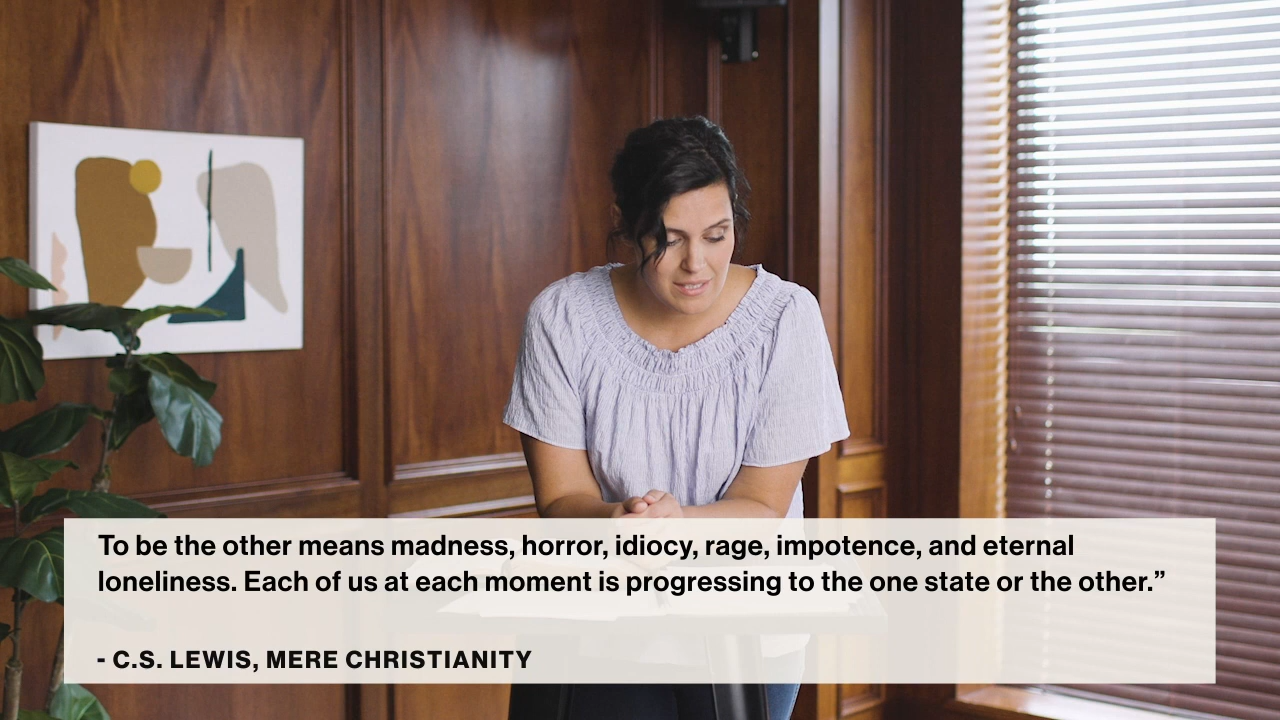 To be the other means madness, horror, idiocy, rage, impotence, and eternal
loneliness. Each of us at each moment is progressing to the one state or the other.”
- C.S. LEWIS, MERE CHRISTIANITY